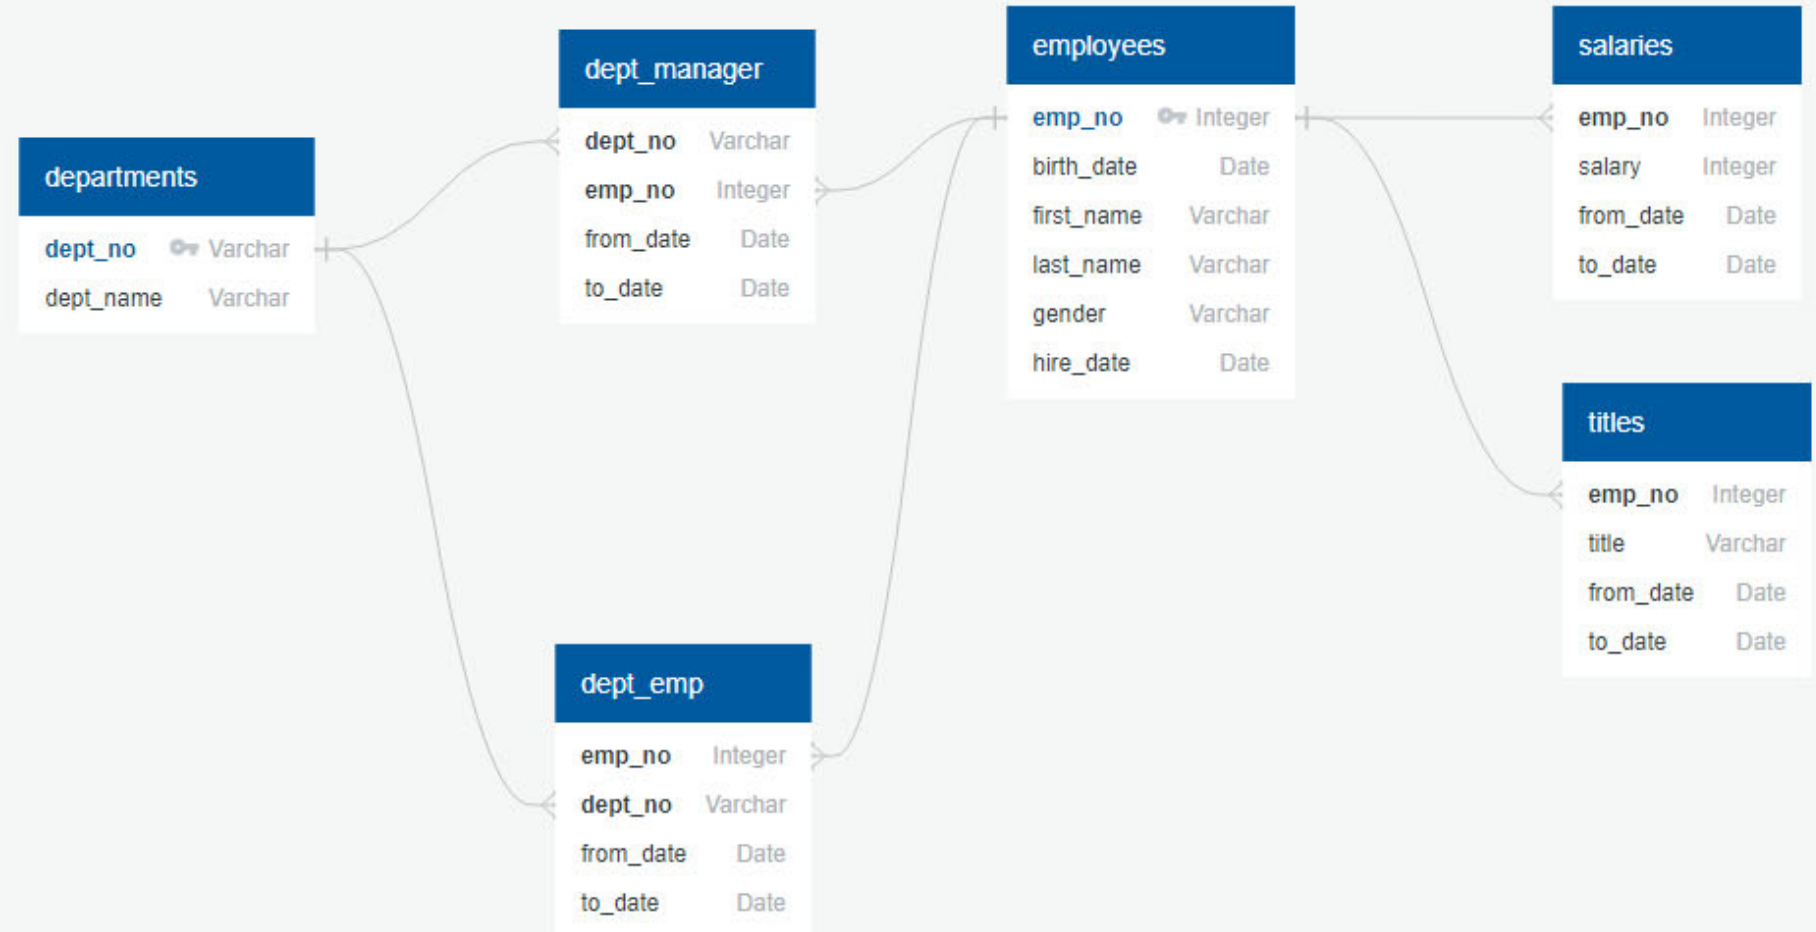 departments
dept_no Varchar
dept_name Varchar
dept_manager
dept_no Varchar
emp_no Integer
from_date Date
to_date Date
dept_emp
emp_no Integer
dept_no Varchar
from_date Date
to_date Date
employees
emp_no Integer
birth_date Date
first_name Varchar
last_name Varchar
gender Varchar
hire_date Date
salaries
emp_no Integer
salary Integer
from_date Date
to_date Date
titles
emp_no Integer
title Varchar
from_date Date
to_date Date